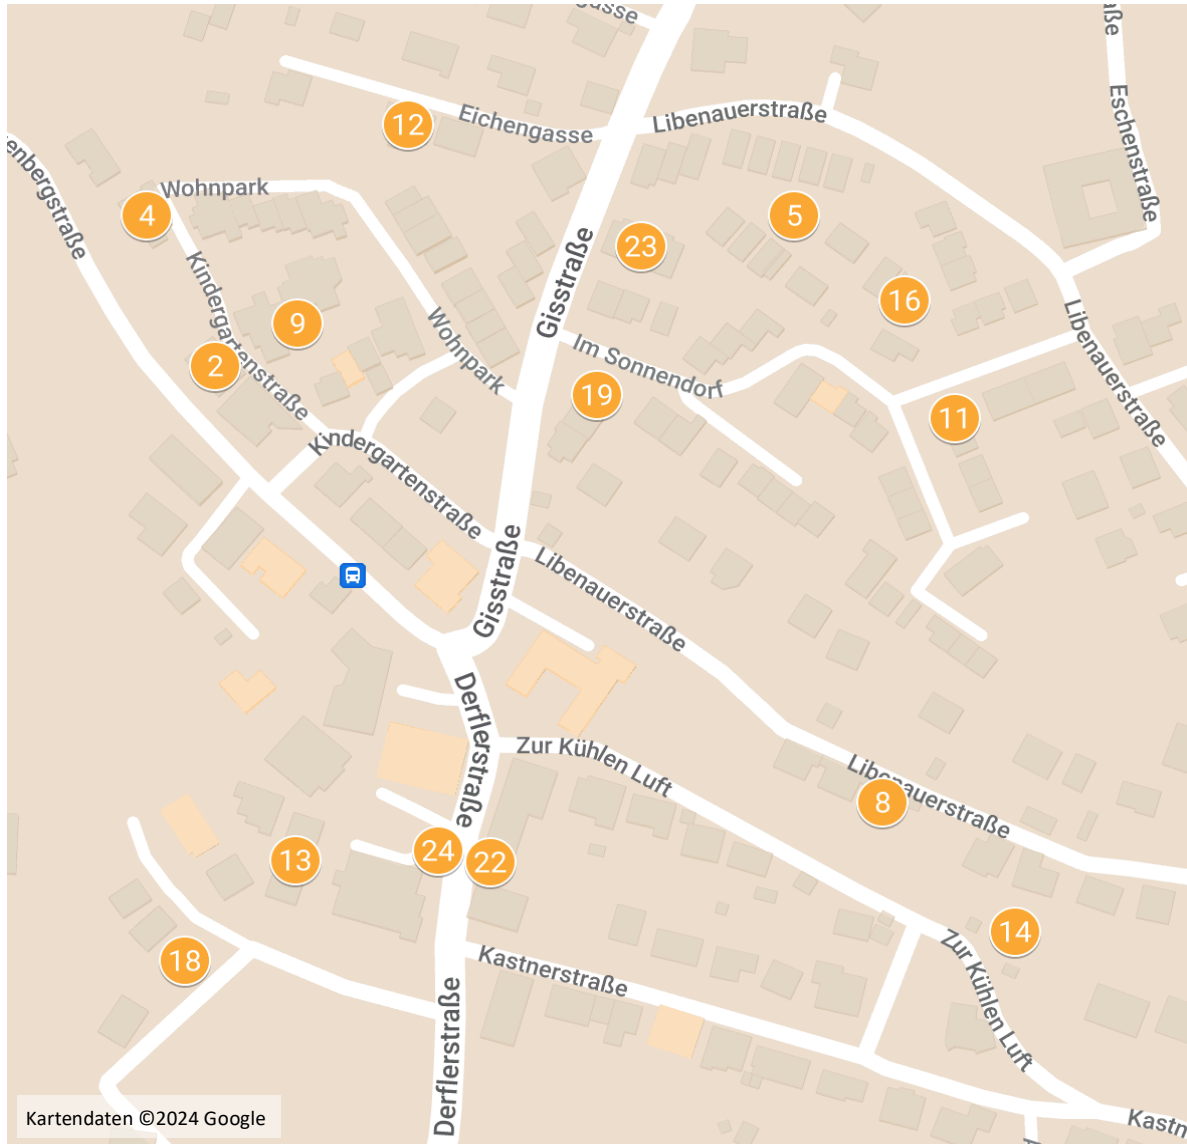 Eichengasse
Libenauerstraße
Eschenstraße
12
Wohnpark
4
5
23
Gisstraße
Kindergartenstraße
16
9
2
Wohnpark
Im Sonnendorf
19
11
Libenauerstraße
Kindergartenstraße
Gisstraße
Libenauerstraße
Derflerstraße
Zur Kühlen Luft
Libenauerstraße
8
24
22
13
14
18
Kastnerstraße
Zur Kühlen Luft
Derflerstraße
Kartendaten ©2024 Google